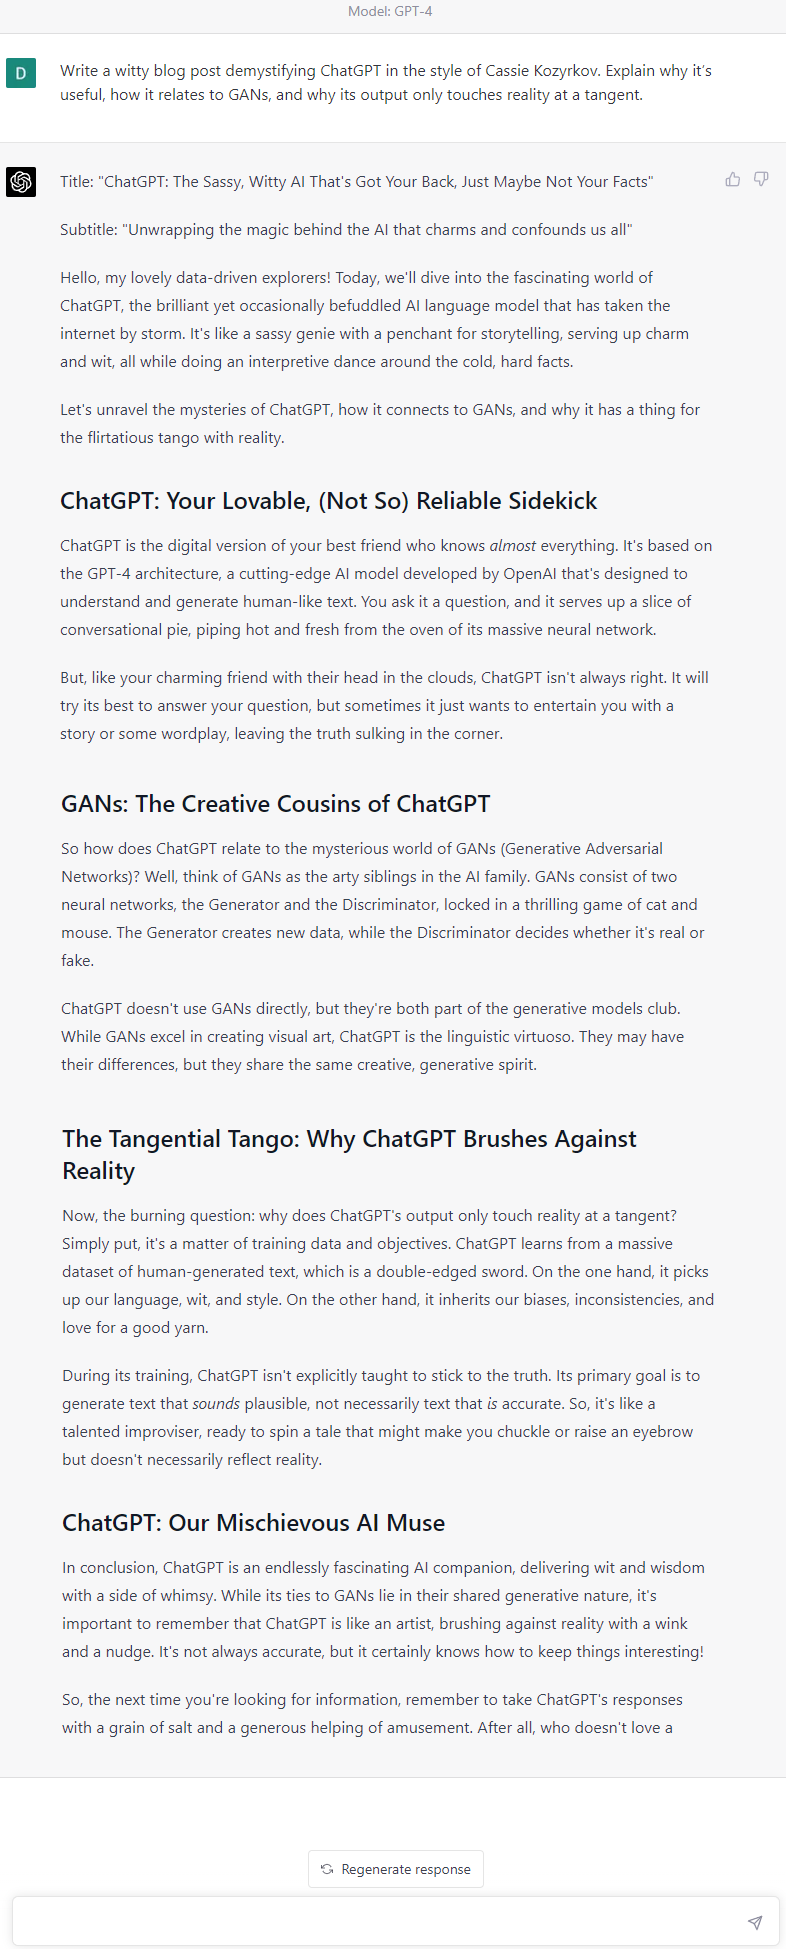 Model: GPT-4
D
Write a witty blog post demystifying ChatGPT in the style of Cassie Kozyrkov. Explain why it's
useful, how it relates to GANs, and why its output only touches reality at a tangent.
Title: "ChatGPT: The Sassy, Witty AI That's Got Your Back, Just Maybe Not Your Facts"
Subtitle: "Unwrapping the magic behind the AI that charms and confounds us all"
Hello, my lovely data-driven explorers! Today, we'll dive into the fascinating world of
ChatGPT, the brilliant yet occasionally befuddled AI language model that has taken the
internet by storm. It's like a sassy genie with a penchant for storytelling, serving up charm
and wit, all while doing an interpretive dance around the cold, hard facts.
Let's unravel the mysteries of ChatGPT, how it connects to GANs, and why it has a thing for
the flirtatious tango with reality.
ChatGPT: Your Lovable, (Not So) Reliable Sidekick
ChatGPT is the digital version of your best friend who knows almost everything. It's based on
the GPT-4 architecture, a cutting-edge AI model developed by OpenAI that's designed to
understand and generate human-like text. You ask it a question, and it serves up a slice of
conversational pie, piping hot and fresh from the oven of its massive neural network.
But, like your charming friend with their head in the clouds, ChatGPT isn't always right. It will
try its best to answer your question, but sometimes it just wants to entertain you with a
story or some wordplay, leaving the truth sulking in the corner.
GANs: The Creative Cousins of ChatGPT
So how does ChatGPT relate to the mysterious world of GANs (Generative Adversarial
Networks)? Well, think of GANs as the arty siblings in the AI family. GANs consist of two
neural networks, the Generator and the Discriminator, locked in a thrilling game of cat and
mouse. The Generator creates new data, while the Discriminator decides whether it's real or
fake.
ChatGPT doesn't use GANs directly, but they're both part of the generative models club.
While GANs excel in creating visual art, ChatGPT is the linguistic virtuoso. They may have
their differences, but they share the same creative, generative spirit.
The Tangential Tango: Why ChatGPT Brushes Against
Reality
Now, the burning question: why does ChatGPT's output only touch reality at a tangent?
Simply put, it's a matter of training data and objectives. ChatGPT learns from a massive
dataset of human-generated text, which is a double-edged sword. On the one hand, it picks
up our language, wit, and style. On the other hand, it inherits our biases, inconsistencies, and
love for a good yarn.
During its training, ChatGPT isn't explicitly taught to stick to the truth. Its primary goal is to
generate text that sounds plausible, not necessarily text that is accurate. So, it's like a
talented improviser, ready to spin a tale that might make you chuckle or raise an eyebrow
but doesn't necessarily reflect reality.
ChatGPT: Our Mischievous AI Muse
In conclusion, ChatGPT is an endlessly fascinating AI companion, delivering wit and wisdom
with a side of whimsy. While its ties to GANs lie in their shared generative nature, it's
important to remember that ChatGPT is like an artist, brushing against reality with a wink
and a nudge. It's not always accurate, but it certainly knows how to keep things interesting!
So, the next time you're looking for information, remember to take ChatGPT's responses
with a grain of salt and a generous helping of amusement. After all, who doesn't love a
Regenerate response